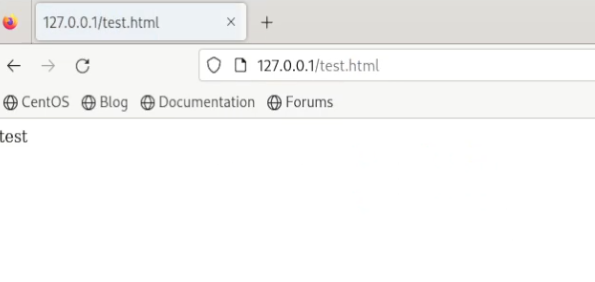 127.0.0.1/test.html
127.0.0.1/test.html
CentOS Blog Documentation Forums
test